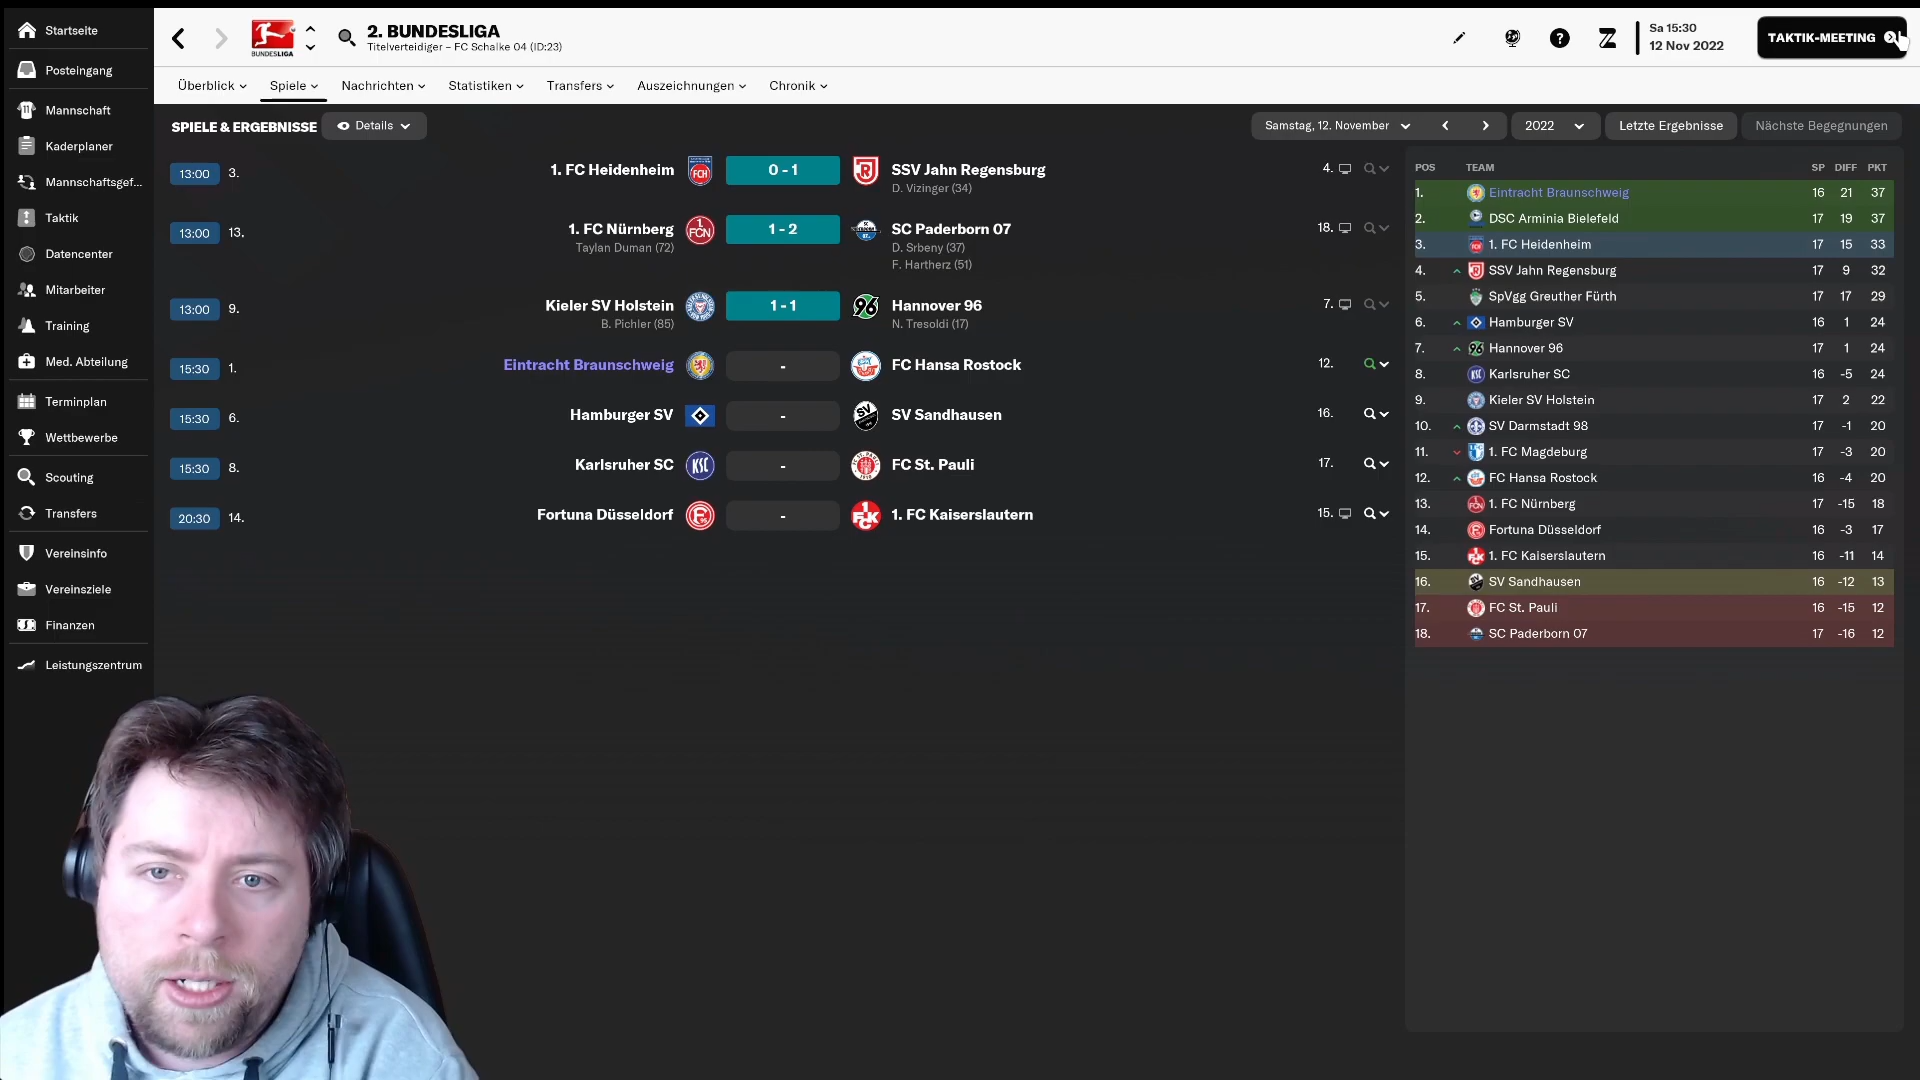 Startseite
Posteingang
Mannschaft
Kaderplaner
Mannschaftsgef...
Taktik
Datencenter
Mitarbeiter
Training
Med. Abteilung
Terminplan
Wettbewerbe
Scouting
Transfers
Vereinsinfo
Vereinsziele
Finanzen
Leistungszentrum
BUNDESLIGA
2. BUNDESLIGA
Titelverteidiger – FC Schalke 04 (ID:23)
Sa 15:30
12 Nov 2022
TAKTIK-MEETING
Überblick Spiele Nachrichten Statistiken Transfers Auszeichnungen Chronik
SPIELE & ERGEBNISSE Details
Samstag, 12. November 2022 Letzte Ergebnisse Nächste Begegnungen
13:00 3. 1. FC Heidenheim 0 - 1 SSV Jahn Regensburg 4.
D. Vizinger (34)
13:00 13. 1. FC Nürnberg 1 - 2 SC Paderborn 07 18.
Taylan Duman (72) D. Srbeny (37)
F. Hartherz (51)
13:00 9. Kieler SV Holstein 1 - 1 Hannover 96 7.
B. Pichler (85) N. Tresoldi (17)
15:30 1. Eintracht Braunschweig - FC Hansa Rostock 12.
15:30 6. Hamburger SV - SV Sandhausen 16.
15:30 8. Karlsruher SC - FC St. Pauli 17.
20:30 14. Fortuna Düsseldorf - 1. FC Kaiserslautern 15.
POS TEAM SP DIFF PKT
1. Eintracht Braunschweig 16 21 37
2. DSC Arminia Bielefeld 17 19 37
3. 1. FC Heidenheim 17 15 33
4. SSV Jahn Regensburg 17 9 32
5. SpVgg Greuther Fürth 17 17 29
6. Hamburger SV 16 1 24
7. Hannover 96 17 1 24
8. Karlsruher SC 16 -5 24
9. Kieler SV Holstein 17 2 22
10. SV Darmstadt 98 17 -1 20
11. 1. FC Magdeburg 17 -3 20
12. FC Hansa Rostock 16 -4 20
13. 1. FC Nürnberg 17 -15 18
14. Fortuna Düsseldorf 16 -3 17
15. 1. FC Kaiserslautern 16 -11 14
16. SV Sandhausen 16 -12 13
17. FC St. Pauli 16 -15 12
18. SC Paderborn 07 17 -16 12